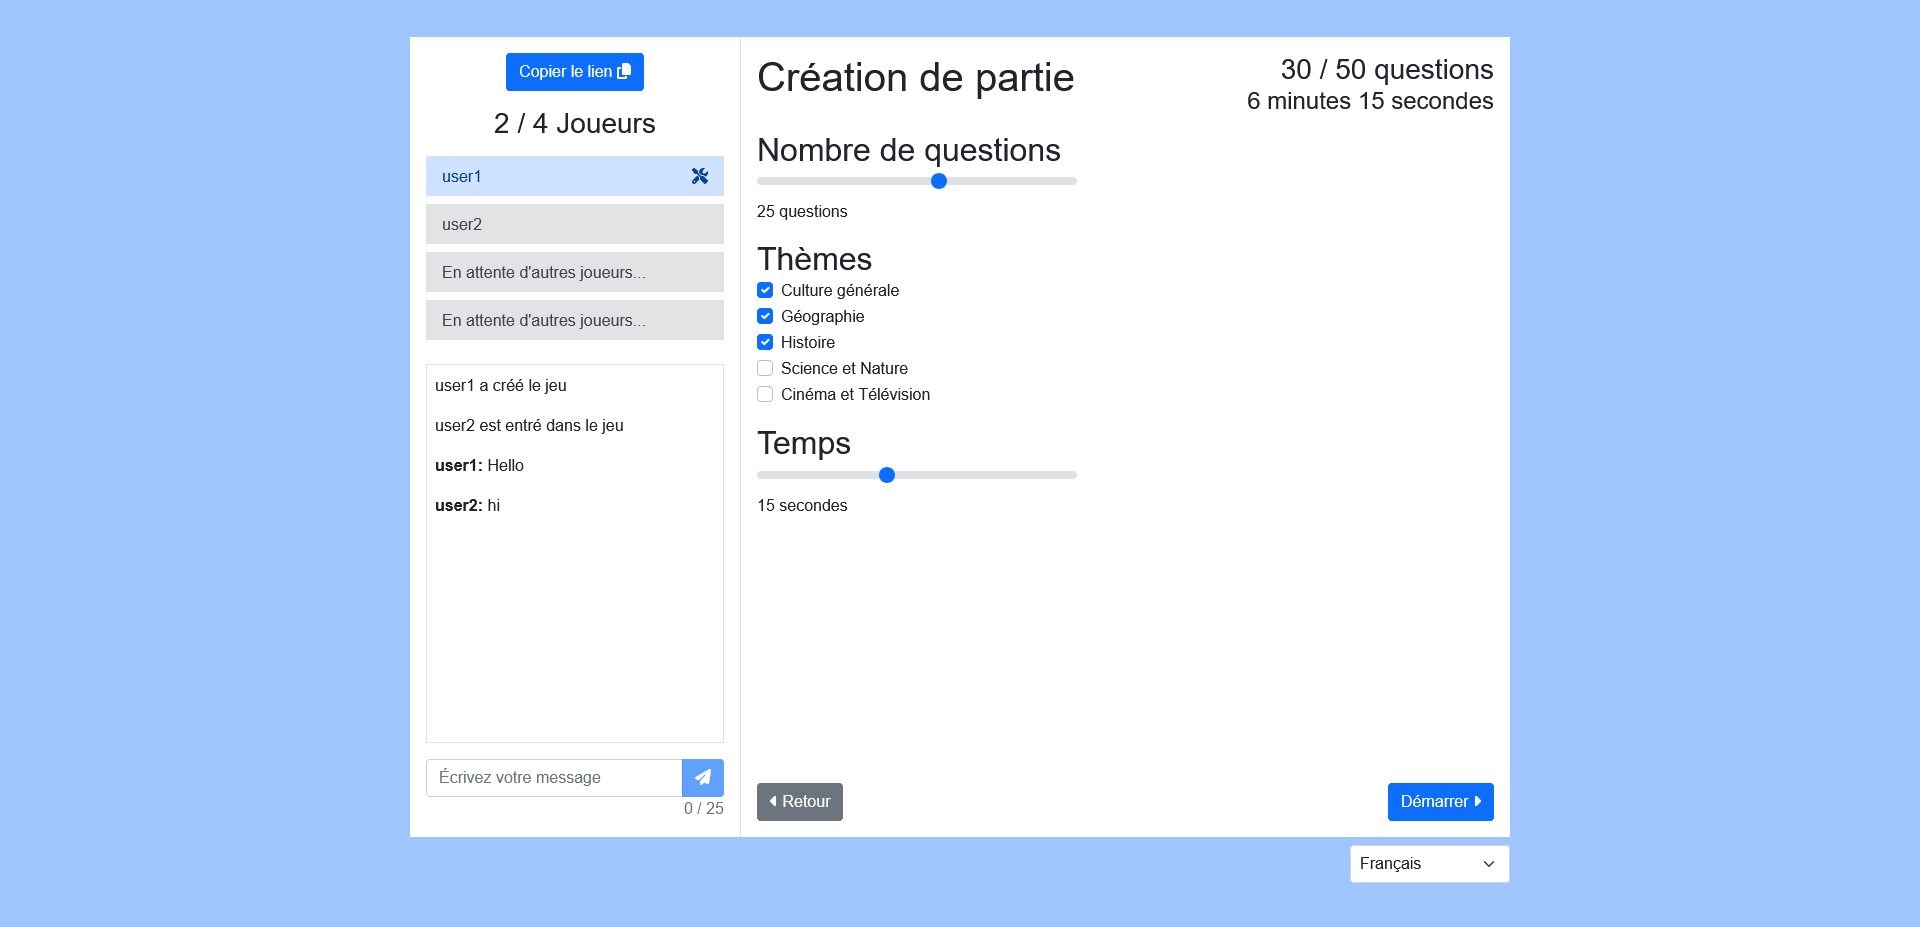 Copier le lien
2 / 4 Joueurs
user1
user2
En attente d'autres joueurs...
En attente d'autres joueurs...
user1 a créé le jeu
user2 est entré dans le jeu
user1: Hello
user2: hi
Écrivez votre message
0 / 25
Création de partie
30 / 50 questions
6 minutes 15 secondes
Nombre de questions
25 questions
Thèmes
Culture générale
Géographie
Histoire
Science et Nature
Cinéma et Télévision
Temps
15 secondes
Retour
Démarrer
Français